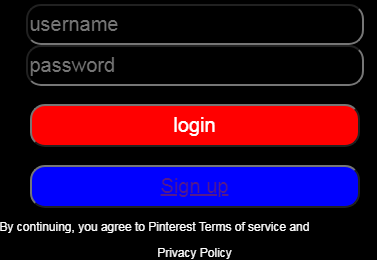 username
password
login
Sign up
By continuing, you agree to Pinterest Terms of service and
Privacy Policy